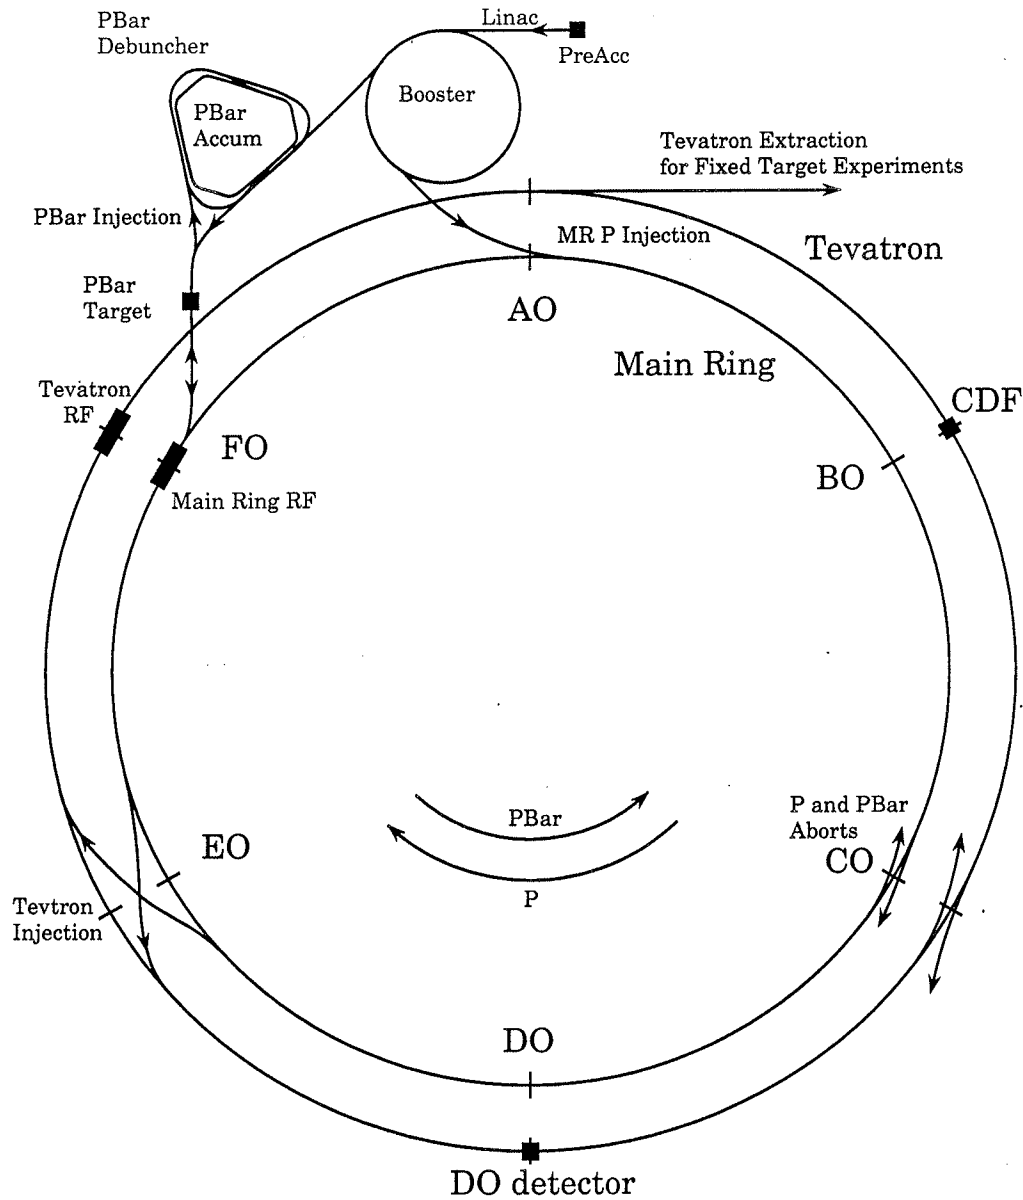 PBar
Debuncher
Linac
PreAcc
Booster
PBar
Accum
Tevatron Extraction
for Fixed Target Experiments
PBar Injection
MR P Injection
Tevatron
PBar
Target
AO
Main Ring
Tevatron
RF
CDF
FO
BO
Main Ring RF
P and PBar
Aborts
PBar
EO
CO
P
Tevtron
Injection
DO
DO detector